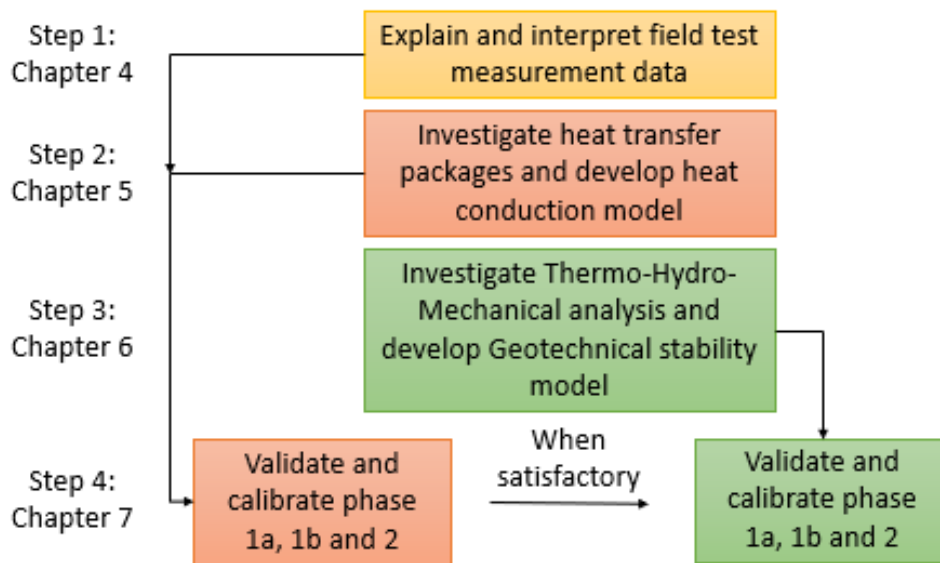 Step 1:
Chapter 4
Explain and interpret field test
measurement data
Step 2:
Chapter 5
Investigate heat transfer
packages and develop heat
conduction model
Step 3:
Chapter 6
Investigate Thermo-Hydro-
Mechanical analysis and
develop Geotechnical stability
model
Step 4:
Chapter 7
Validate and
calibrate phase
1a, 1b and 2
When
satisfactory
Validate and
calibrate phase
1a, 1b and 2